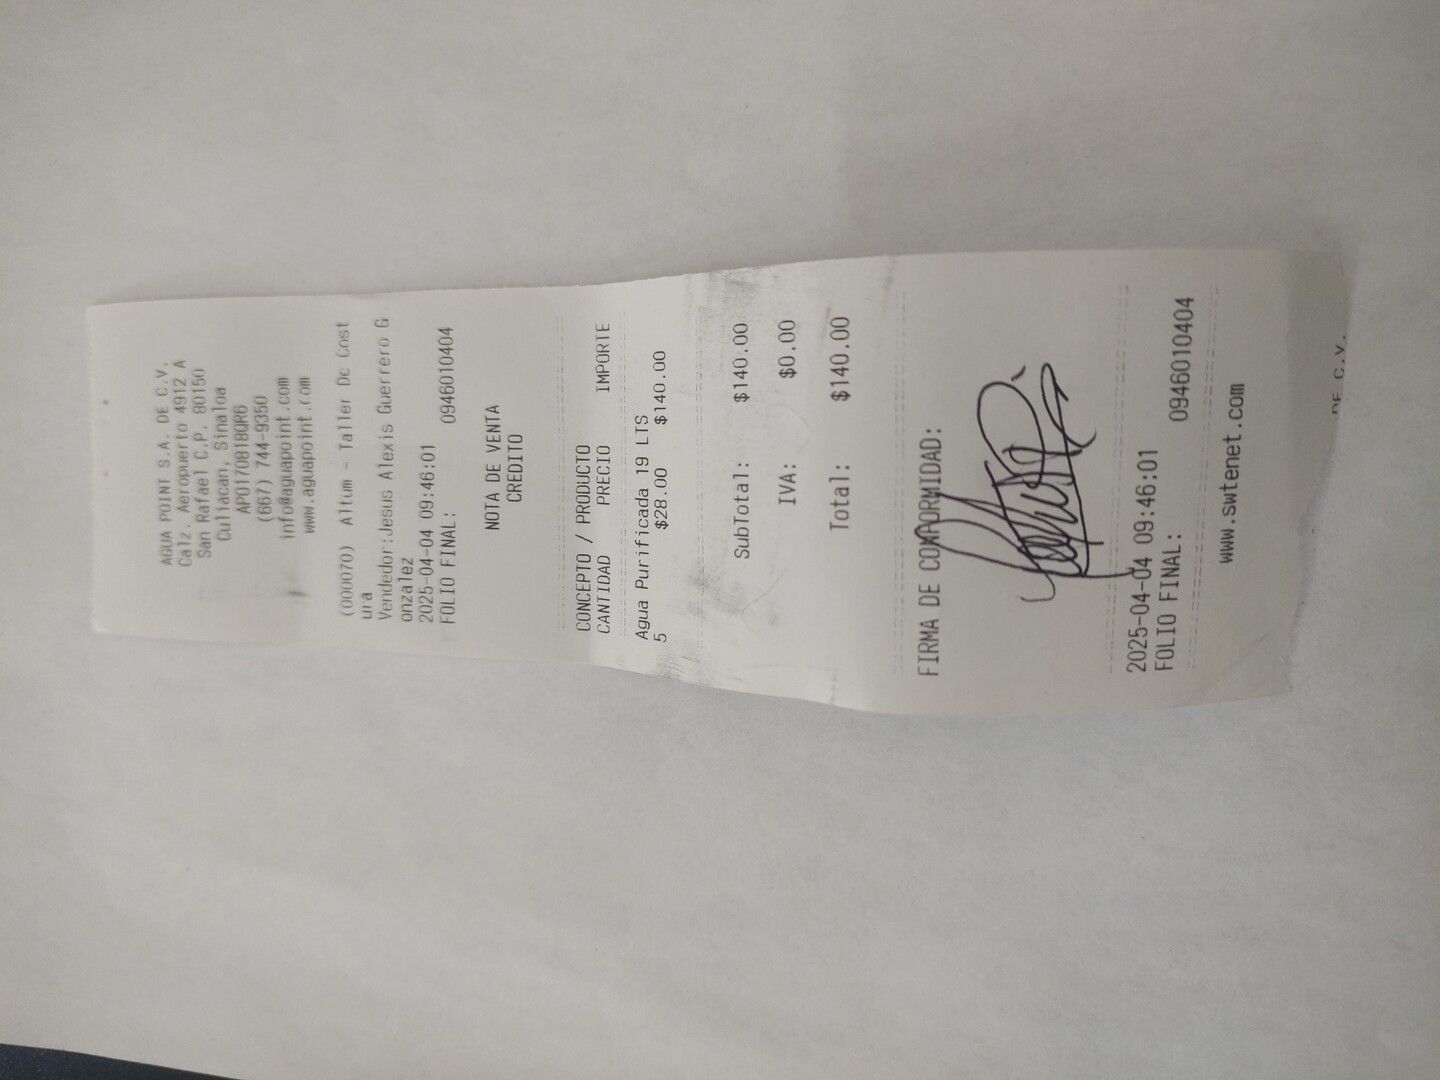 AGUA POINT S.A. DE C.V.
Calz. Aeropuerto 4912 A
San Rafael C.P. 80150
Culiacan, Sinaloa
APO170818QR6
(667) 744-9350
info@aguapoint.com
www.aguapoint.com
(000070) Altum - Taller De Cost
ura
Vendedor:Jesus Alexis Guerrero G
onzalez
2025-04-04 09:46:01
FOLIO FINAL: 0946010404
NOTA DE VENTA
CREDITO
CONCEPTO / PRODUCTO
CANTIDAD PRECIO IMPORTE
Agua Purificada 19 LTS
5 $28.00 $140.00
SubTotal: $140.00
IVA: $0.00
Total: $140.00
FIRMA DE CONFORMIDAD:
2025-04-04 09:46:01
FOLIO FINAL: 0946010404
www.swtenet.com
DE C.V.